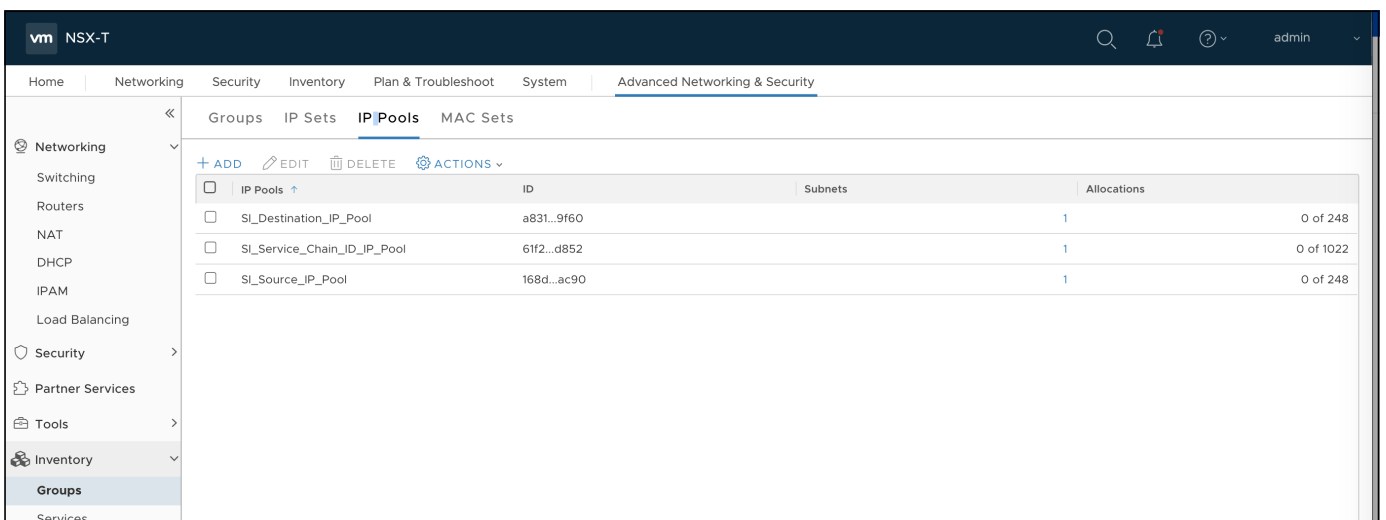 vm NSX-T admin
Home Networking Security Inventory Plan & Troubleshoot System Advanced Networking & Security
Groups IP Sets IP Pools MAC Sets
Networking
Switching
Routers
NAT
DHCP
IPAM
Load Balancing
Security
Partner Services
Tools
Inventory
Groups
Services
+ ADD EDIT DELETE ACTIONS
IP Pools ↑ ID Subnets Allocations
SI_Destination_IP_Pool a831...9f60 1 0 of 248
SI_Service_Chain_ID_IP_Pool 61f2...d852 1 0 of 1022
SI_Source_IP_Pool 168d...ac90 1 0 of 248